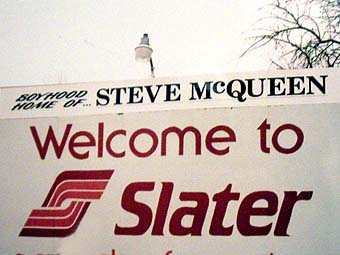 BOYHOOD
HOME OF... STEVE McQUEEN
Welcome to
Slater